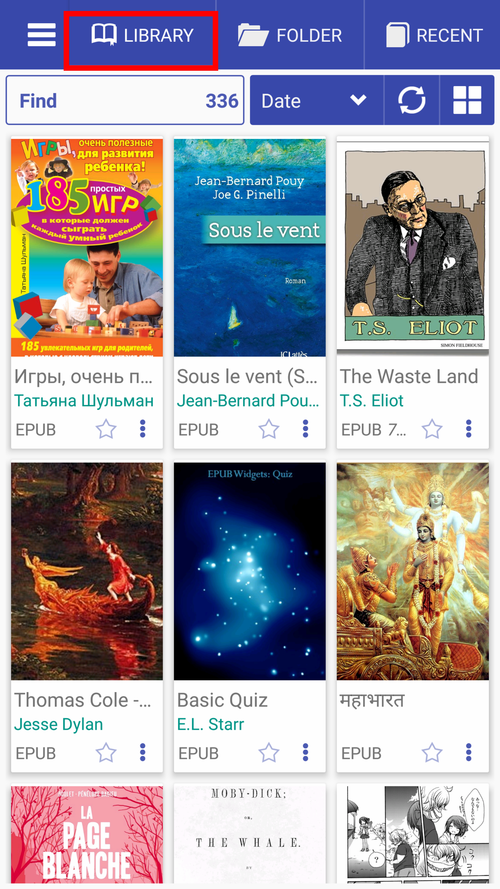 LIBRARY
FOLDER
RECENT
Find
336
Date
Игры, очень полезные
для развития
ребенка!
185 простых
ИГР
в которые должен
сыграть
каждый умный ребенок
Татьяна Шульман
185 увлекательных игр для родителей,
Jean-Bernard Pouy
Joe G. Pinelli
Sous le vent
Roman
JC Lattès
T.S. ELIOT
SIMON FIELDHOUSE
Игры, очень п...
Татьяна Шульман
EPUB
Sous le vent (S...
Jean-Bernard Pou...
EPUB
The Waste Land
T.S. Eliot
EPUB 7...
EPUB Widgets: Quiz
Thomas Cole -...
Jesse Dylan
EPUB
Basic Quiz
E.L. Starr
EPUB
महाभारत
EPUB
LA
PAGE
BLANCHE
MOBY-DICK;
OR,
THE WHALE.
?